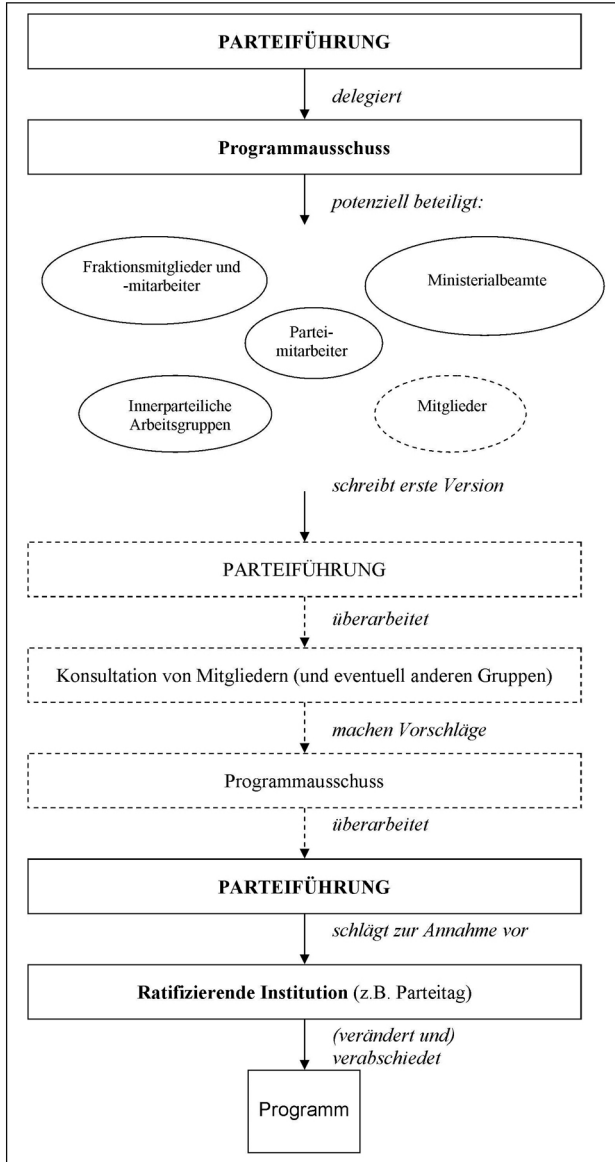 PARTEIFÜHRUNG
delegiert
Programmausschuss
potenziell beteiligt:
Fraktionsmitglieder und
-mitarbeiter
Ministerialbeamte
Partei-
mitarbeiter
Innerparteiliche
Arbeitsgruppen
Mitglieder
schreibt erste Version
PARTEIFÜHRUNG
überarbeitet
Konsultation von Mitgliedern (und eventuell anderen Gruppen)
machen Vorschläge
Programmausschuss
überarbeitet
PARTEIFÜHRUNG
schlägt zur Annahme vor
Ratifizierende Institution (z.B. Parteitag)
(verändert und)
verabschiedet
Programm